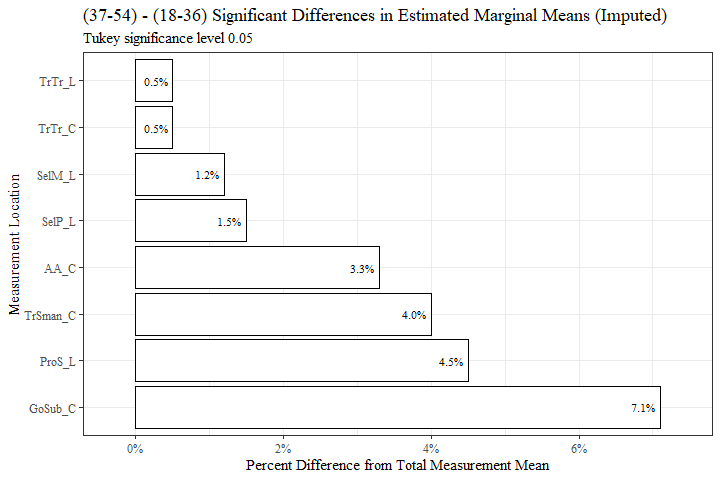 (37-54) - (18-36) Significant Differences in Estimated Marginal Means (Imputed)
Tukey significance level 0.05
Measurement Location
TrTr_L 0.5%
TrTr_C 0.5%
SelM_L 1.2%
SelP_L 1.5%
AA_C 3.3%
TrSman_C 4.0%
ProS_L 4.5%
GoSub_C 7.1%
0% 2% 4% 6%
Percent Difference from Total Measurement Mean